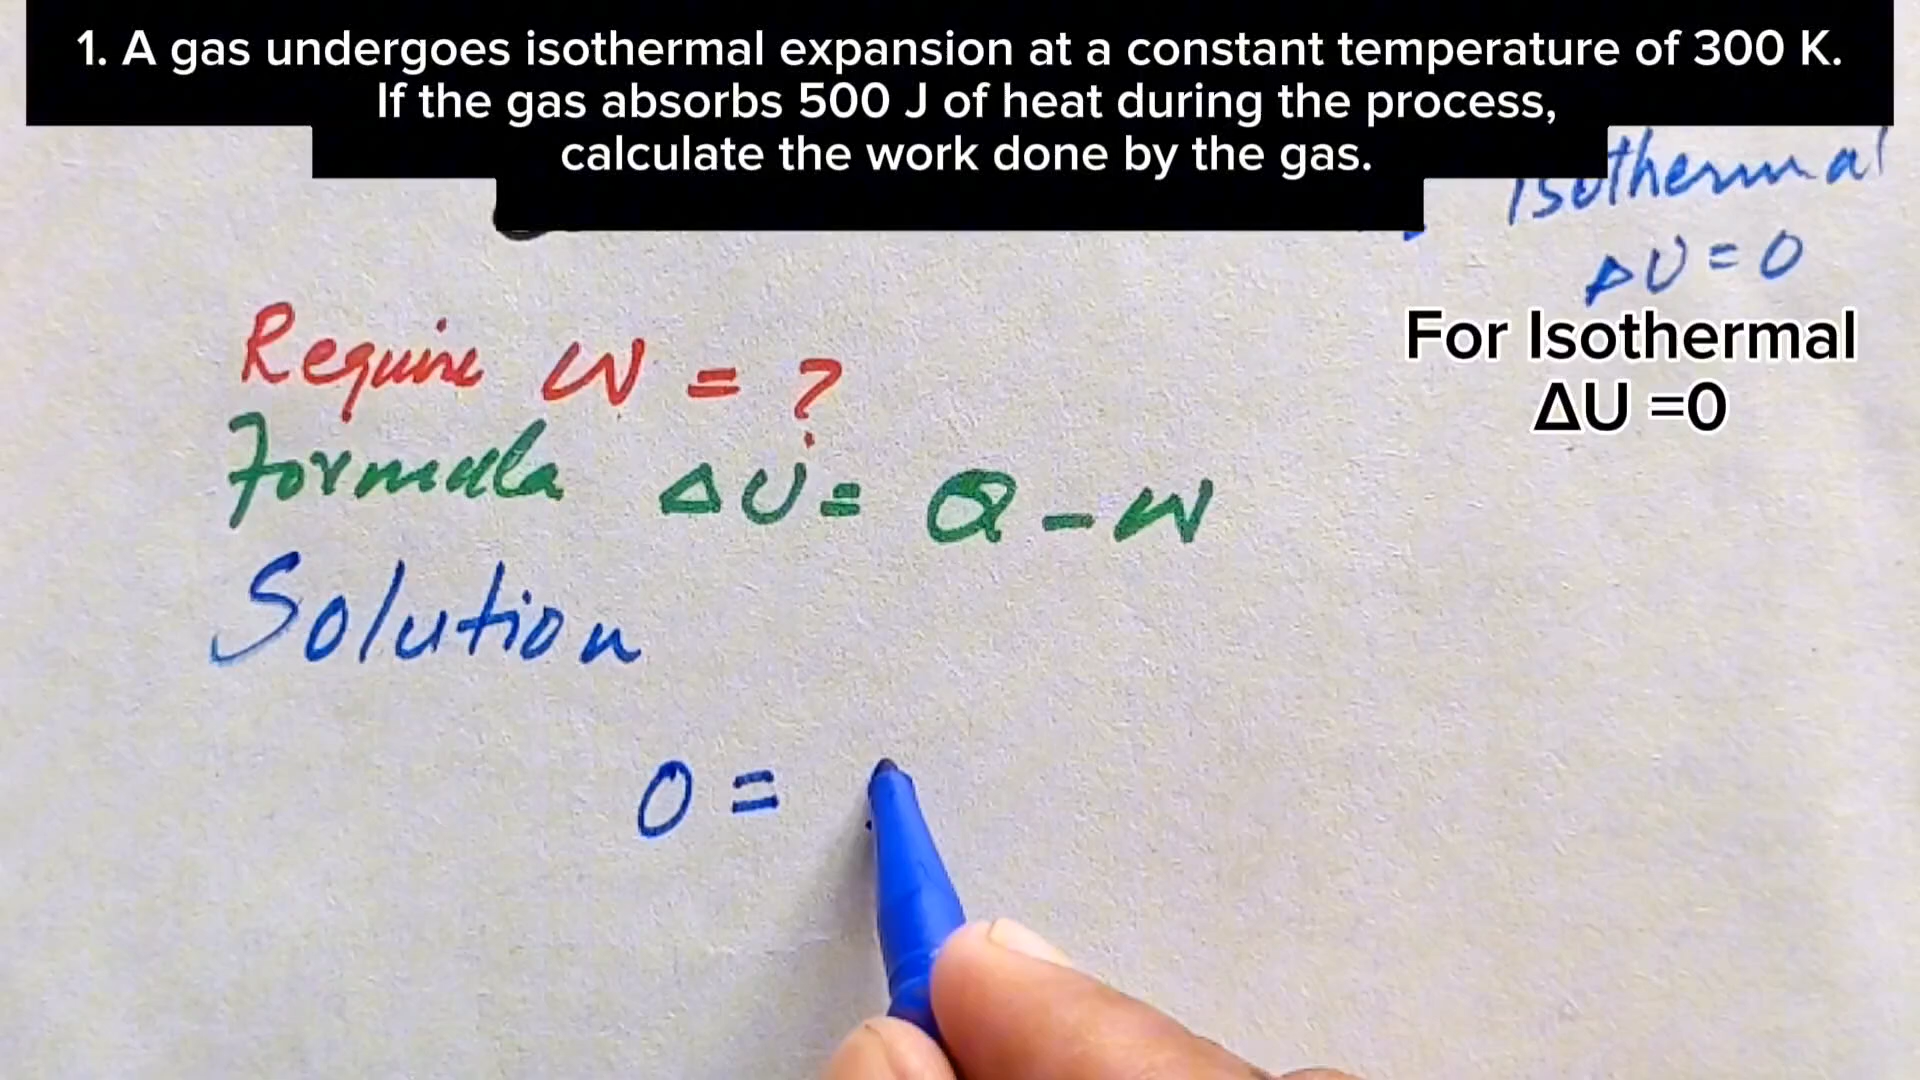 1. A gas undergoes isothermal expansion at a constant temperature of 300 K.
If the gas absorbs 500 J of heat during the process,
calculate the work done by the gas.
Isothermal
ΔU = 0
For Isothermal
ΔU =0
Require W = ?
Formula ΔU = Q - W
Solution
0 =